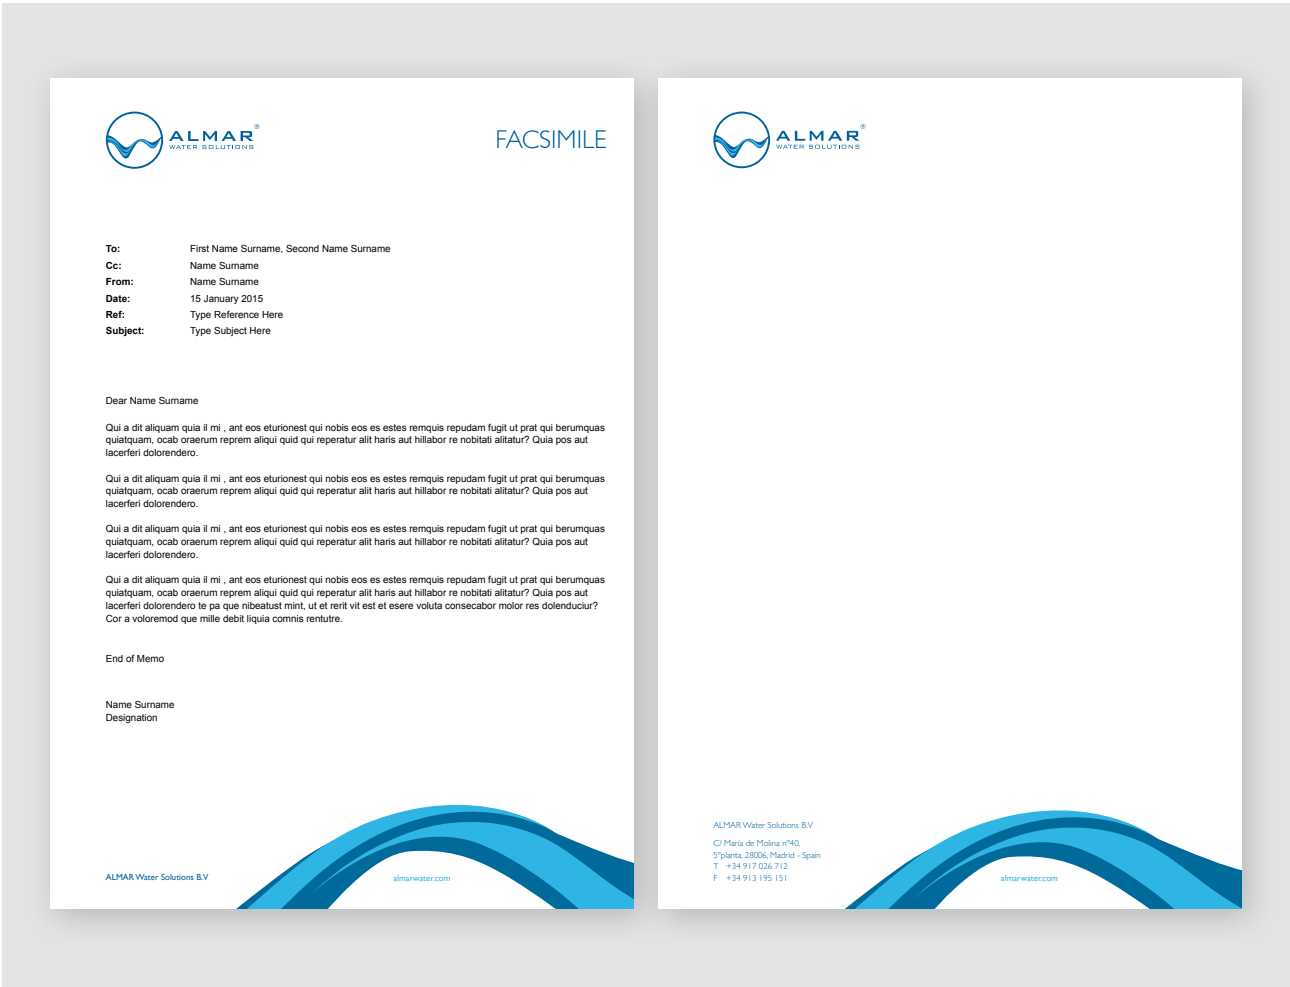 ALMAR®
WATER SOLUTIONS
FACSIMILE
To: First Name Surname, Second Name Surname
Cc: Name Surname
From: Name Surname
Date: 15 January 2015
Ref: Type Reference Here
Subject: Type Subject Here
Dear Name Surname
Qui a dit aliquam quia il mi , ant eos eturionest qui nobis eos es estes remquis repudam fugit ut prat qui berumquas
quiatquam, ocab oraerum reprem aliqui quid qui reperatur alit haris aut hillabor re nobitati alitatur? Quia pos aut
lacerferi dolorendero.
Qui a dit aliquam quia il mi , ant eos eturionest qui nobis eos es estes remquis repudam fugit ut prat qui berumquas
quiatquam, ocab oraerum reprem aliqui quid qui reperatur alit haris aut hillabor re nobitati alitatur? Quia pos aut
lacerferi dolorendero.
Qui a dit aliquam quia il mi , ant eos eturionest qui nobis eos es estes remquis repudam fugit ut prat qui berumquas
quiatquam, ocab oraerum reprem aliqui quid qui reperatur alit haris aut hillabor re nobitati alitatur? Quia pos aut
lacerferi dolorendero.
Qui a dit aliquam quia il mi , ant eos eturionest qui nobis eos es estes remquis repudam fugit ut prat qui berumquas
quiatquam, ocab oraerum reprem aliqui quid qui reperatur alit haris aut hillabor re nobitati alitatur? Quia pos aut
lacerferi dolorendero te pa que nibeatust mint, ut et rerit vit est et esere voluta consecabor molor res dolenduciur?
Cor a voloremod que mille debit liquia comnis rentutre.
End of Memo
Name Surname
Designation
ALMAR Water Solutions B.V
almarwater.com
ALMAR®
WATER SOLUTIONS
ALMAR Water Solutions B.V
C/ María de Molina nº40,
5ºplanta, 28006, Madrid - Spain
T +34 917 026 712
F +34 913 195 151
almarwater.com